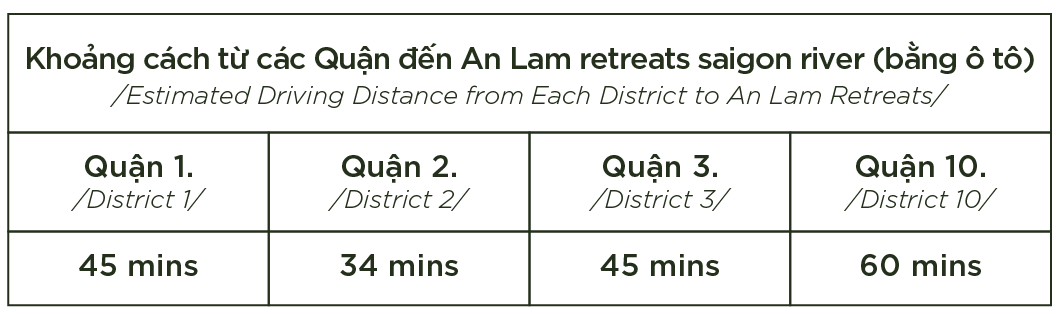 Khoảng cách từ các Quận đến An Lam retreats saigon river (bằng ô tô)
/Estimated Driving Distance from Each District to An Lam Retreats/
Quận 1. Quận 2. Quận 3. Quận 10.
/District 1/ /District 2/ /District 3/ /District 10/
45 mins 34 mins 45 mins 60 mins